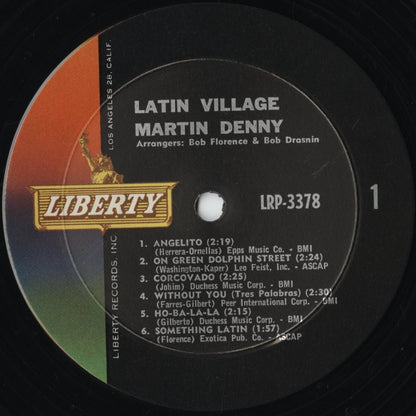 LATIN VILLAGE
MARTIN DENNY
Arrangers: Bob Florence & Bob Drasnin
LIBERTY
LRP-3378
1
1. ANGELITO (2:19)
(Herrera-Ornellas) Epps Music Co. - BMI
2. ON GREEN DOLPHIN STREET (2:24)
(Washington-Kaper) Leo Feist, Inc. - ASCAP
3. CORCOVADO (2:25)
(Jobim) Duchess Music Corp. - BMI
4. WITHOUT YOU (Tres Palabras) (2:30)
(Farres-Gilbert) Peer International Corp. - BMI
5. HO-BA-LA-LA (2:15)
(Gilberto) Duchess Music Corp. - BMI
6. SOMETHING LATIN (1:57)
(Florence) Exotica Pub. Co. - ASCAP
LIBERTY RECORDS, INC.
LOS ANGELES 28, CALIF.